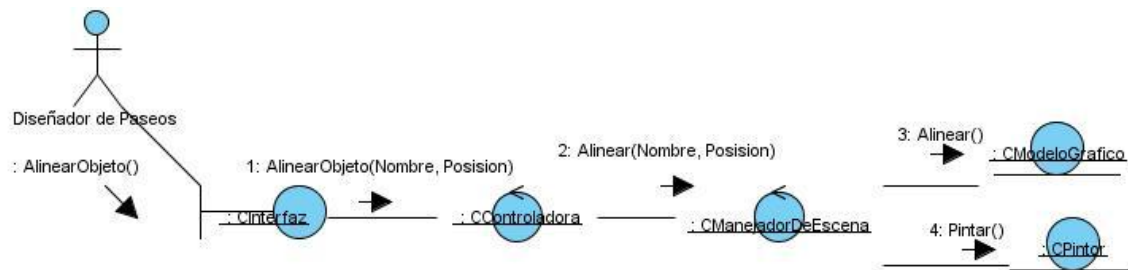 Diseñador de Paseos
: AlinearObjeto()
1: AlinearObjeto(Nombre, Posision)
2: Alinear(Nombre, Posision)
3: Alinear()
: CModeloGrafico
: CInterfaz
: CControladora
: CManejadorDeEscena
4: Pintar()
: CPintor